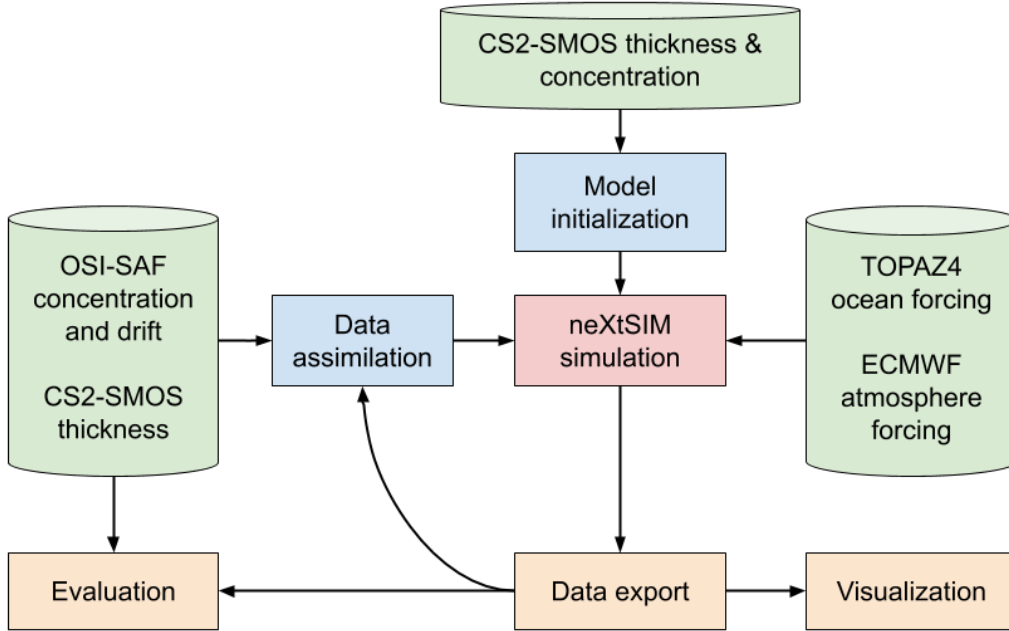 CS2-SMOS thickness &
concentration
Model
initialization
OSI-SAF
concentration
and drift
CS2-SMOS
thickness
Data
assimilation
neXtSIM
simulation
TOPAZ4
ocean forcing
ECMWF
atmosphere
forcing
Evaluation
Data export
Visualization